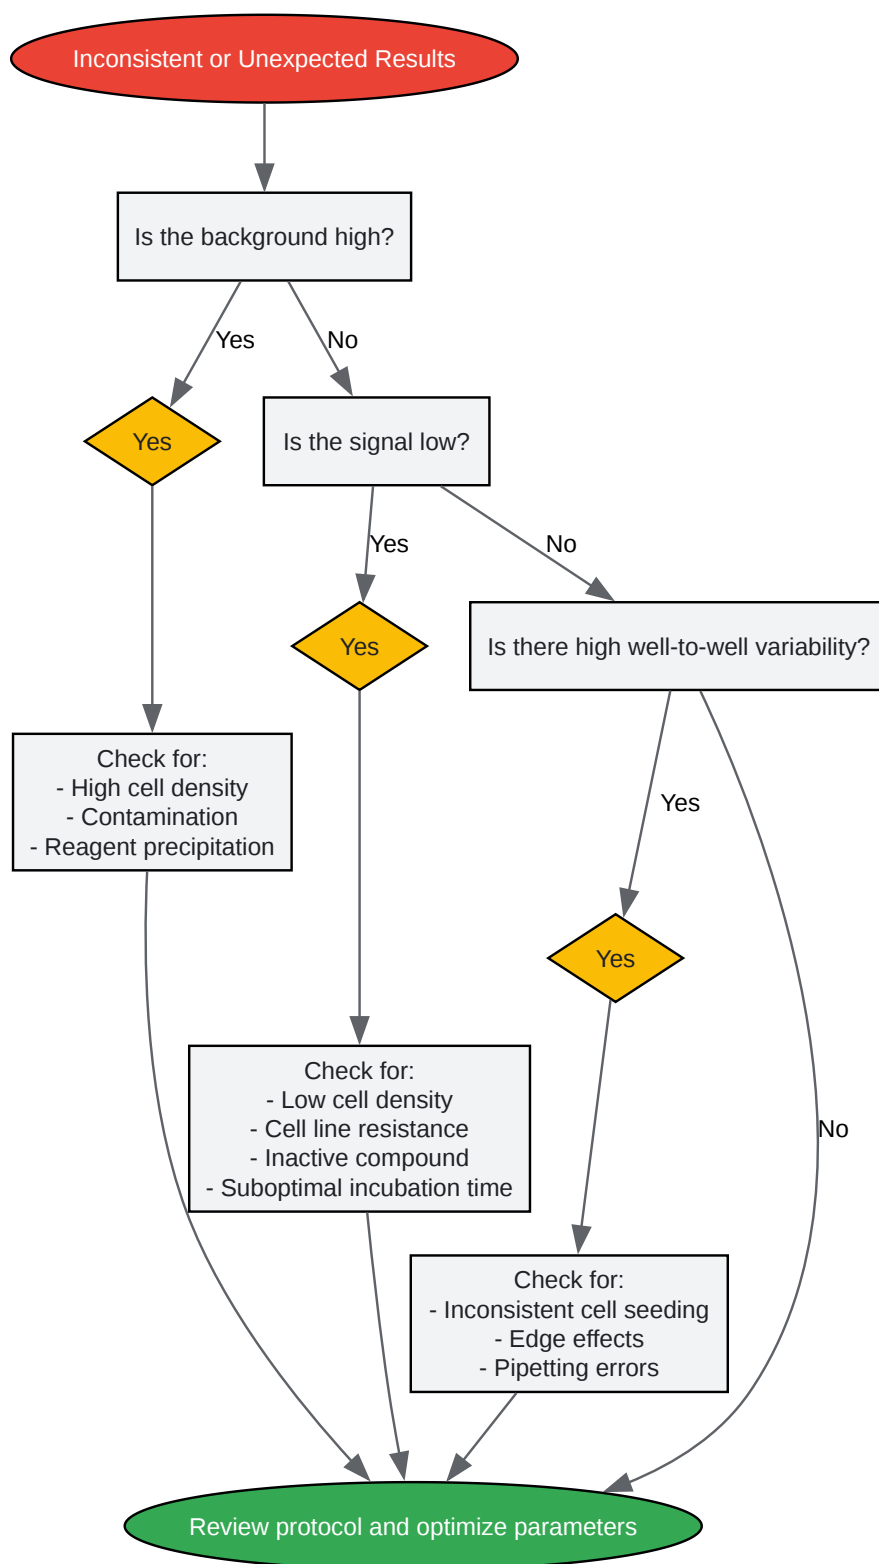 Inconsistent or Unexpected Results
Is the background high?
Yes
No
Yes
Is the signal low?
Yes
No
Yes
Is there high well-to-well variability?
Check for:
- High cell density
- Contamination
- Reagent precipitation
Yes
Yes
No
Check for:
- Low cell density
- Cell line resistance
- Inactive compound
- Suboptimal incubation time
Check for:
- Inconsistent cell seeding
- Edge effects
- Pipetting errors
Review protocol and optimize parameters